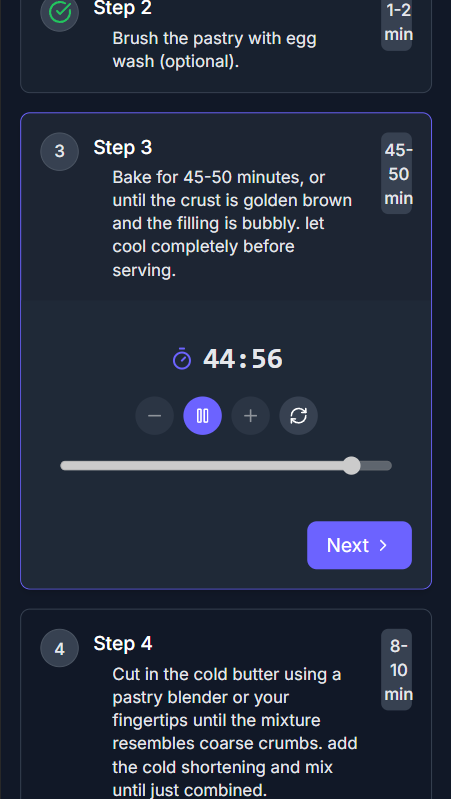 Step 2
1-2
min
Brush the pastry with egg
wash (optional).
3
Step 3
45-
50
min
Bake for 45-50 minutes, or
until the crust is golden brown
and the filling is bubbly. let
cool completely before
serving.
44:56
Next
4
Step 4
8-
10
min
Cut in the cold butter using a
pastry blender or your
fingertips until the mixture
resembles coarse crumbs. add
the cold shortening and mix
until just combined.